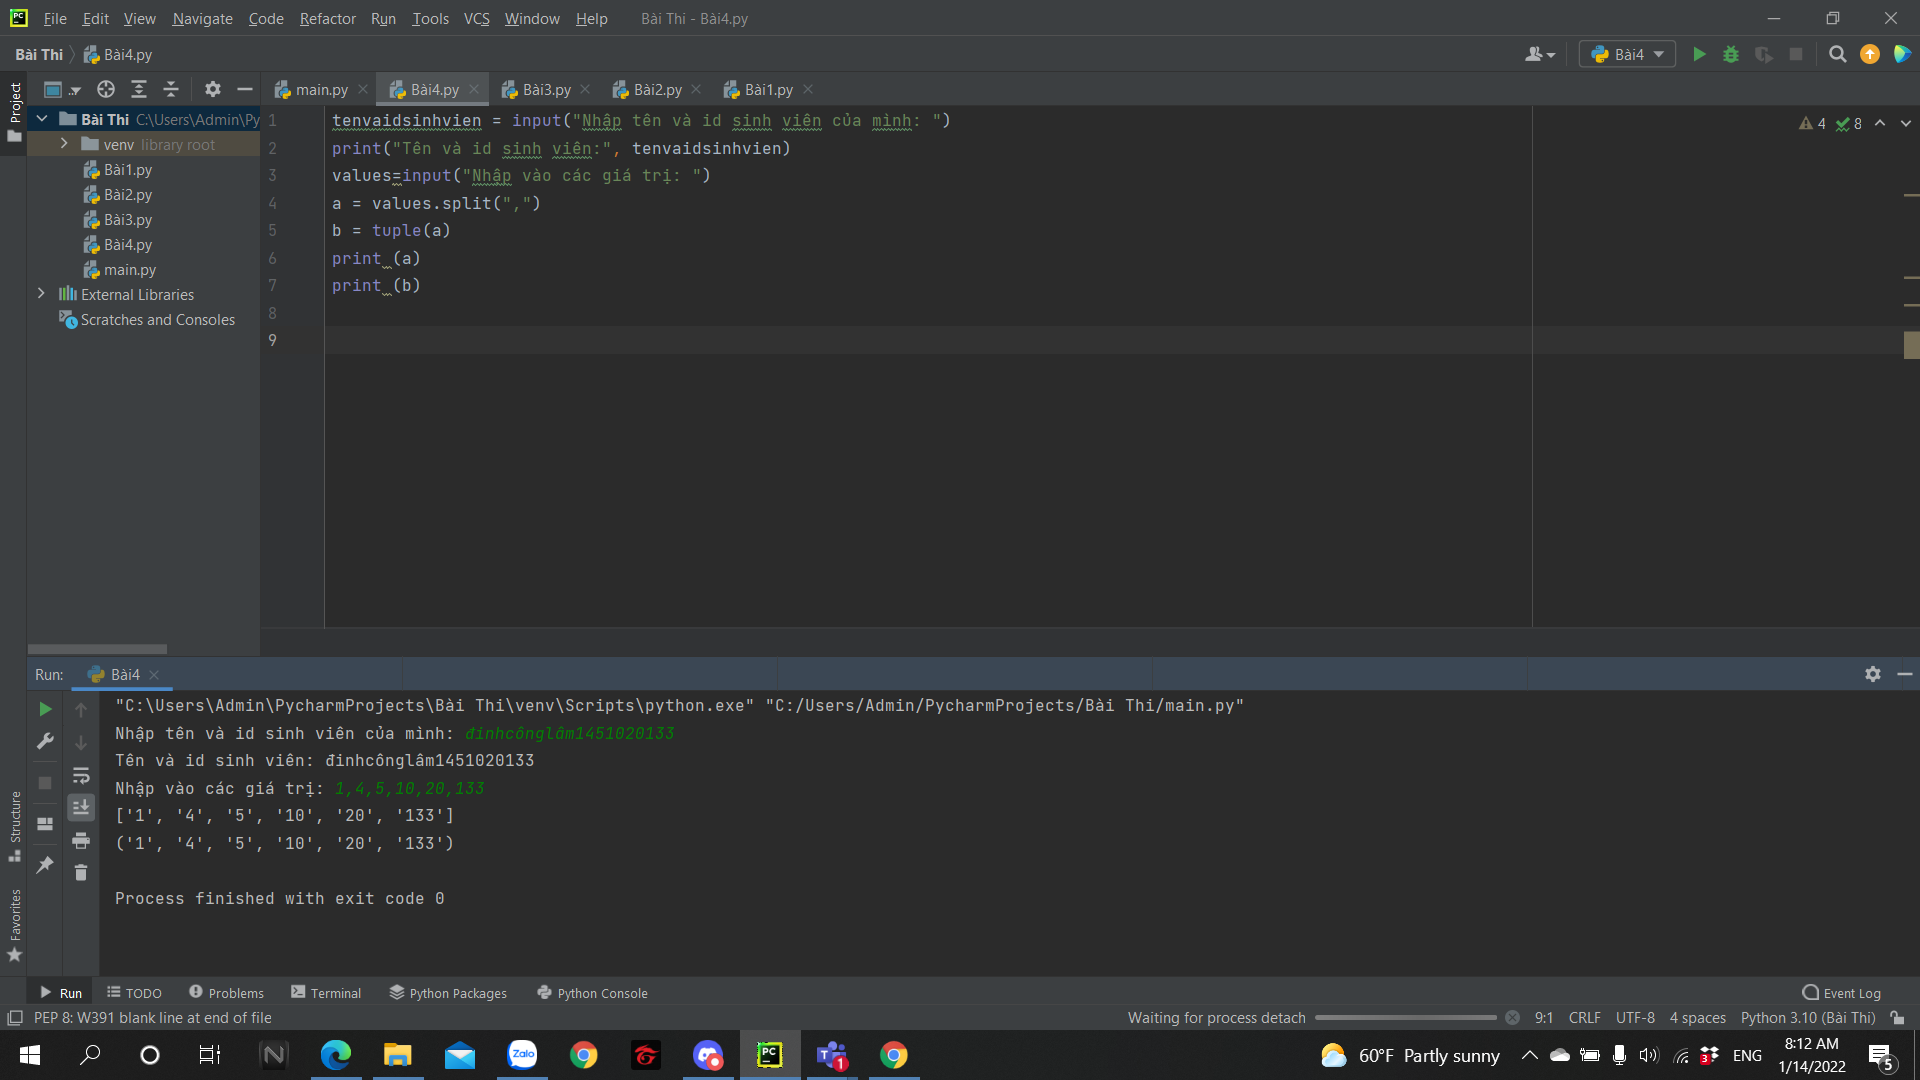 File Edit View Navigate Code Refactor Run Tools VCS Window Help Bài Thi - Bài4.py
Bài Thi Bài4.py Bài4
Project
main.py Bài4.py Bài3.py Bài2.py Bài1.py
Bài Thi C:\Users\Admin\Py
venv library root
Bài1.py
Bài2.py
Bài3.py
Bài4.py
main.py
External Libraries
Scratches and Consoles
1 tenvaidsinhvien = input("Nhập tên và id sinh viên của mình: ")
2 print("Tên và id sinh viên:", tenvaidsinhvien)
3 values=input("Nhập vào các giá trị: ")
4 a = values.split(",")
5 b = tuple(a)
6 print (a)
7 print (b)
8
9
4 8
Run: Bài4
"C:\Users\Admin\PycharmProjects\Bài Thi\venv\Scripts\python.exe" "C:/Users/Admin/PycharmProjects/Bài Thi/main.py"
Nhập tên và id sinh viên của mình: đinhcônglâm1451020133
Tên và id sinh viên: đinhcônglâm1451020133
Nhập vào các giá trị: 1,4,5,10,20,133
['1', '4', '5', '10', '20', '133']
('1', '4', '5', '10', '20', '133')
Process finished with exit code 0
Structure
Favorites
Run TODO Problems Terminal Python Packages Python Console Event Log
PEP 8: W391 blank line at end of file Waiting for process detach 9:1 CRLF UTF-8 4 spaces Python 3.10 (Bài Thi)
Zalo PC T 1 60°F Partly sunny 3 ENG 8:12 AM
1/14/2022 5